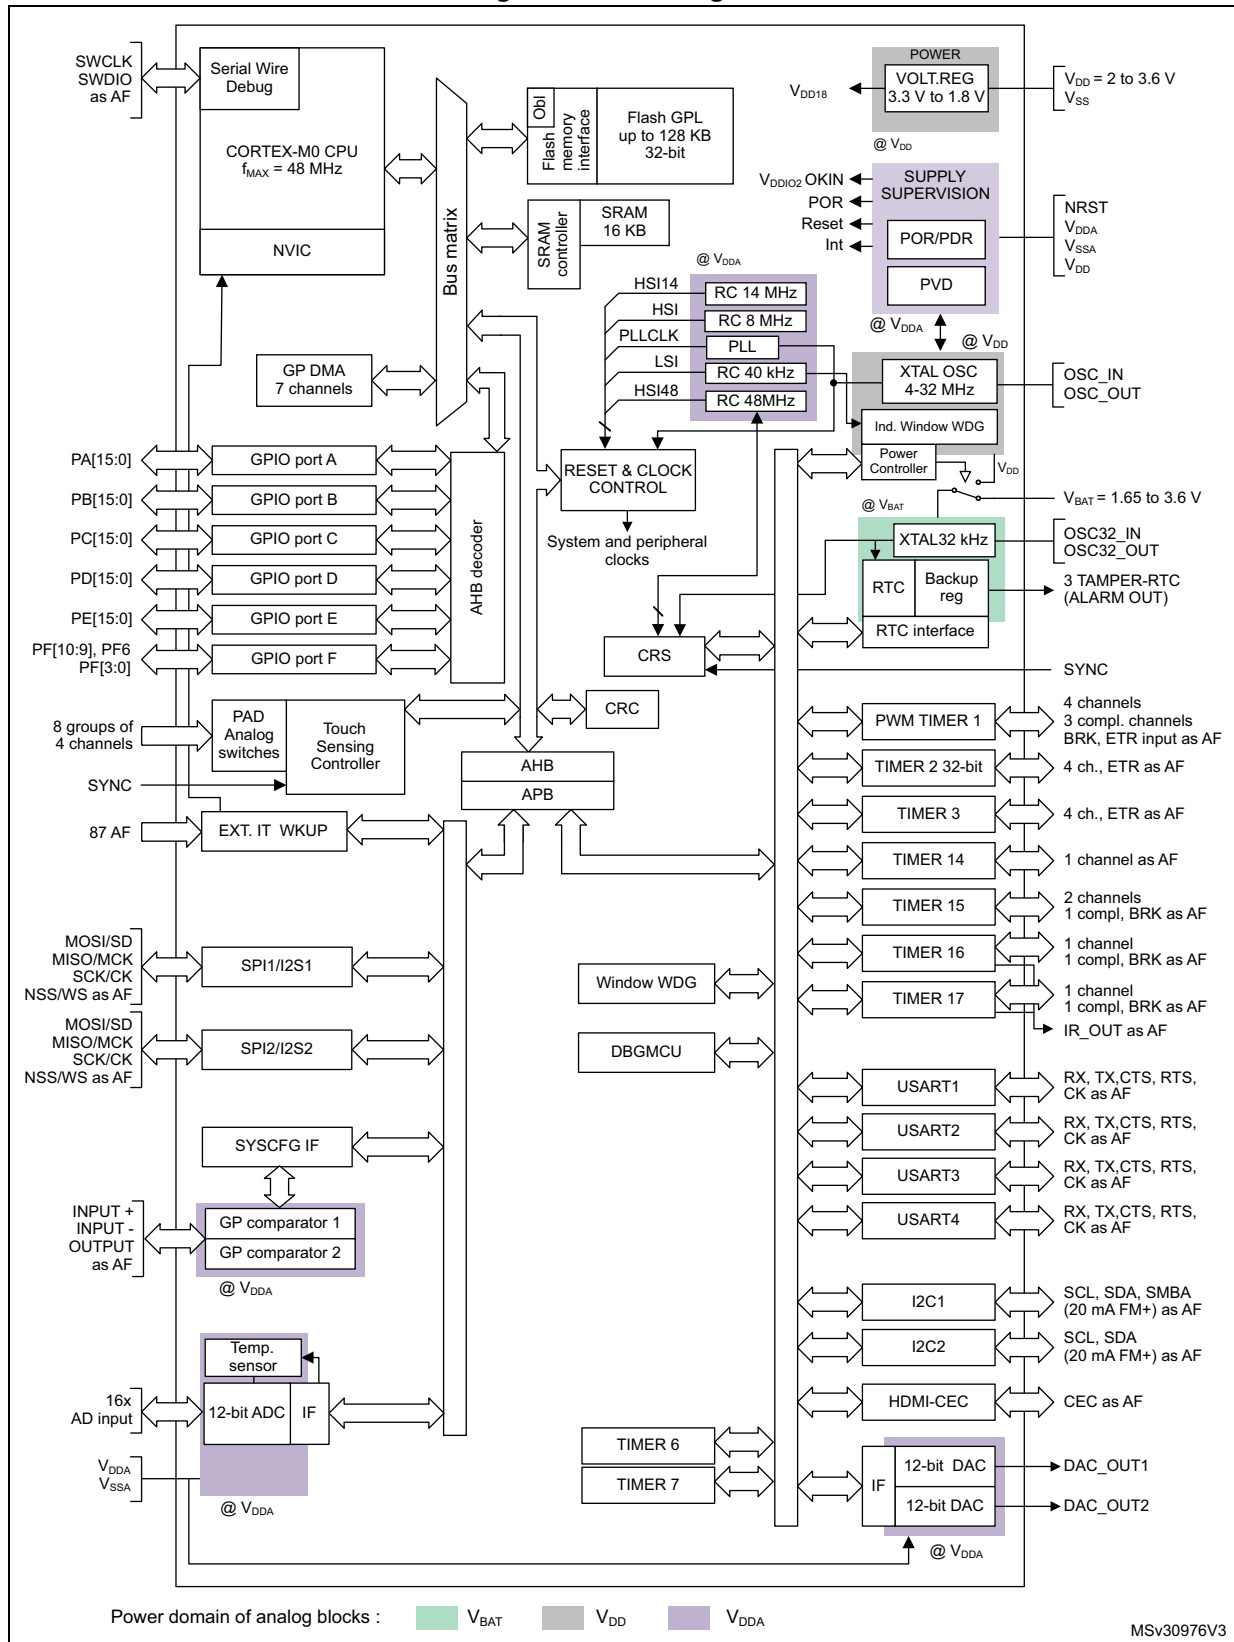 SWCLK
SWDIO
as AF
Serial Wire
Debug
CORTEX-M0 CPU
fMAX = 48 MHz
NVIC
Bus matrix
Obl
Flash
memory
interface
Flash GPL
up to 128 KB
32-bit
SRAM
controller
SRAM
16 KB
POWER
VOLT.REG
3.3 V to 1.8 V
VDD18
VDD = 2 to 3.6 V
VSS
@ VDD
SUPPLY
SUPERVISION
VDDIO2 OKIN
POR
Reset
Int
POR/PDR
PVD
NRST
VDDA
VSSA
VDD
@ VDDA
@ VDDA
HSI14
RC 14 MHz
HSI
RC 8 MHz
PLLCLK
PLL
LSI
RC 40 kHz
HSI48
RC 48MHz
@ VDD
XTAL OSC
4-32 MHz
OSC_IN
OSC_OUT
Ind. Window WDG
Power
Controller
VDD
@ VBAT
VBAT = 1.65 to 3.6 V
XTAL32 kHz
OSC32_IN
OSC32_OUT
RTC
Backup
reg
3 TAMPER-RTC
(ALARM OUT)
RTC interface
GP DMA
7 channels
RESET & CLOCK
CONTROL
System and peripheral
clocks
PA[15:0]
GPIO port A
PB[15:0]
GPIO port B
PC[15:0]
GPIO port C
PD[15:0]
GPIO port D
PE[15:0]
GPIO port E
PF[10:9], PF6
PF[3:0]
GPIO port F
AHB decoder
CRS
SYNC
8 groups of
4 channels
PAD
Analog
switches
Touch
Sensing
Controller
SYNC
CRC
AHB
APB
87 AF
EXT. IT WKUP
PWM TIMER 1
4 channels
3 compl. channels
BRK, ETR input as AF
TIMER 2 32-bit
4 ch., ETR as AF
TIMER 3
4 ch., ETR as AF
TIMER 14
1 channel as AF
TIMER 15
2 channels
1 compl, BRK as AF
TIMER 16
1 channel
1 compl, BRK as AF
TIMER 17
1 channel
1 compl, BRK as AF
IR_OUT as AF
MOSI/SD
MISO/MCK
SCK/CK
NSS/WS as AF
SPI1/I2S1
MOSI/SD
MISO/MCK
SCK/CK
NSS/WS as AF
SPI2/I2S2
Window WDG
DBGMCU
USART1
RX, TX,CTS, RTS,
CK as AF
USART2
RX, TX,CTS, RTS,
CK as AF
USART3
RX, TX,CTS, RTS,
CK as AF
USART4
RX, TX,CTS, RTS,
CK as AF
SYSCFG IF
INPUT +
INPUT -
OUTPUT
as AF
GP comparator 1
GP comparator 2
@ VDDA
I2C1
SCL, SDA, SMBA
(20 mA FM+) as AF
I2C2
SCL, SDA
(20 mA FM+) as AF
HDMI-CEC
CEC as AF
Temp.
sensor
16x
AD input
12-bit ADC
IF
VDDA
VSSA
@ VDDA
TIMER 6
TIMER 7
IF
12-bit DAC
DAC_OUT1
12-bit DAC
DAC_OUT2
@ VDDA
Power domain of analog blocks :
VBAT
VDD
VDDA
MSv30976V3